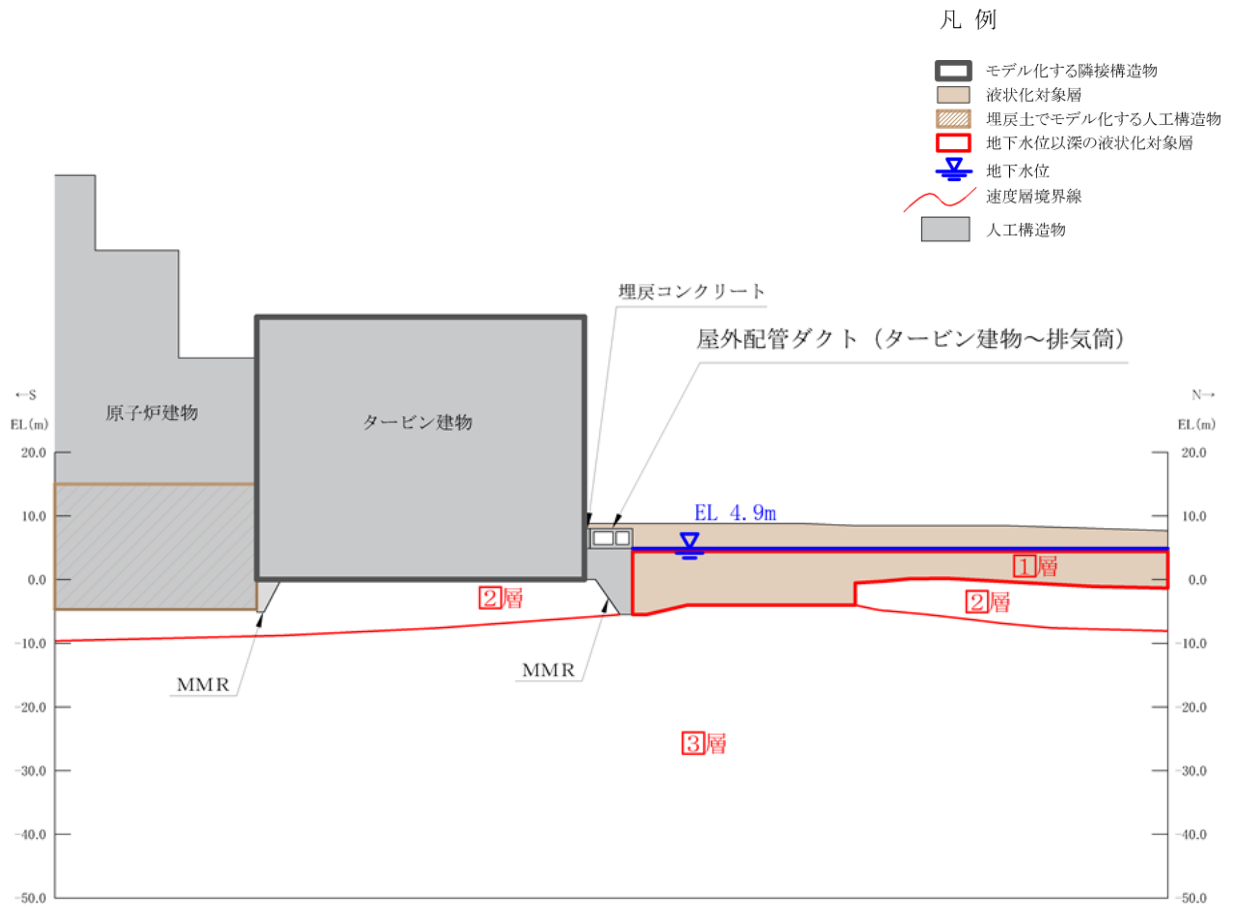 凡 例
モデル化する隣接構造物
液状化対象層
埋戻土でモデル化する人工構造物
地下水位以深の液状化対象層
地下水位
速度層境界線
人工構造物
埋戻コンクリート
屋外配管ダクト（タービン建物～排気筒）
←S
N→
EL(m)
EL(m)
原子炉建物
タービン建物
20.0
20.0
10.0
EL 4.9m
10.0
①層
0.0
0.0
②層
②層
-10.0
-10.0
MMR
MMR
-20.0
-20.0
③層
-30.0
-30.0
-40.0
-40.0
-50.0
-50.0